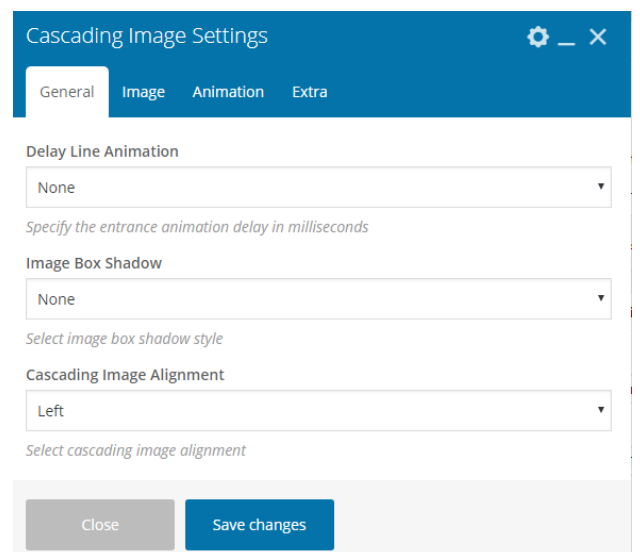 Cascading Image Settings
General Image Animation Extra
Delay Line Animation
None
Specify the entrance animation delay in milliseconds
Image Box Shadow
None
Select image box shadow style
Cascading Image Alignment
Left
Select cascading image alignment
Close Save changes